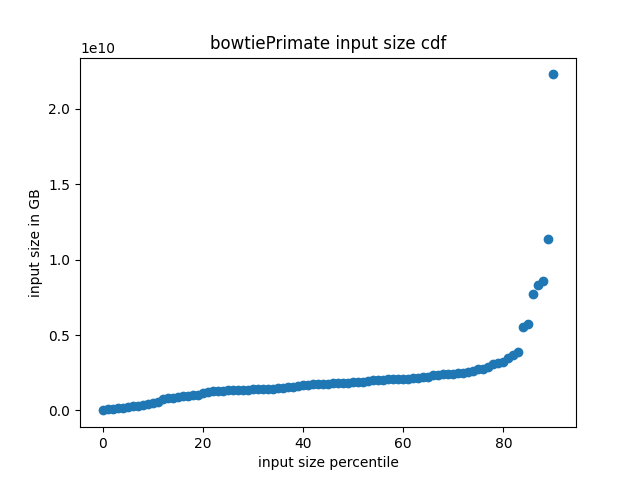 bowtiePrimate input size cdf
1e10
2.0
1.5
1.0
0.5
0.0
input size in GB
0 20 40 60 80
input size percentile